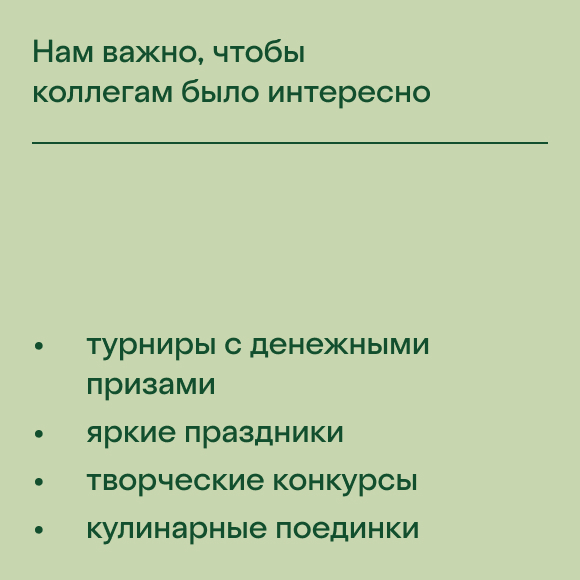 Нам важно, чтобы
коллегам было интересно
• турниры с денежными
призами
• яркие праздники
• творческие конкурсы
• кулинарные поединки